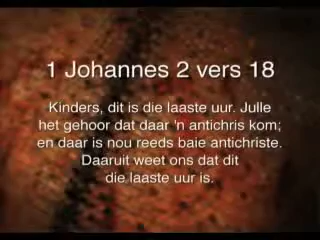 1 Johannes 2 vers 18
Kinders, dit is die laaste uur. Julle
het gehoor dat daar 'n antichris kom;
en daar is nou reeds baie antichriste.
Daaruit weet ons dat dit
die laaste uur is.